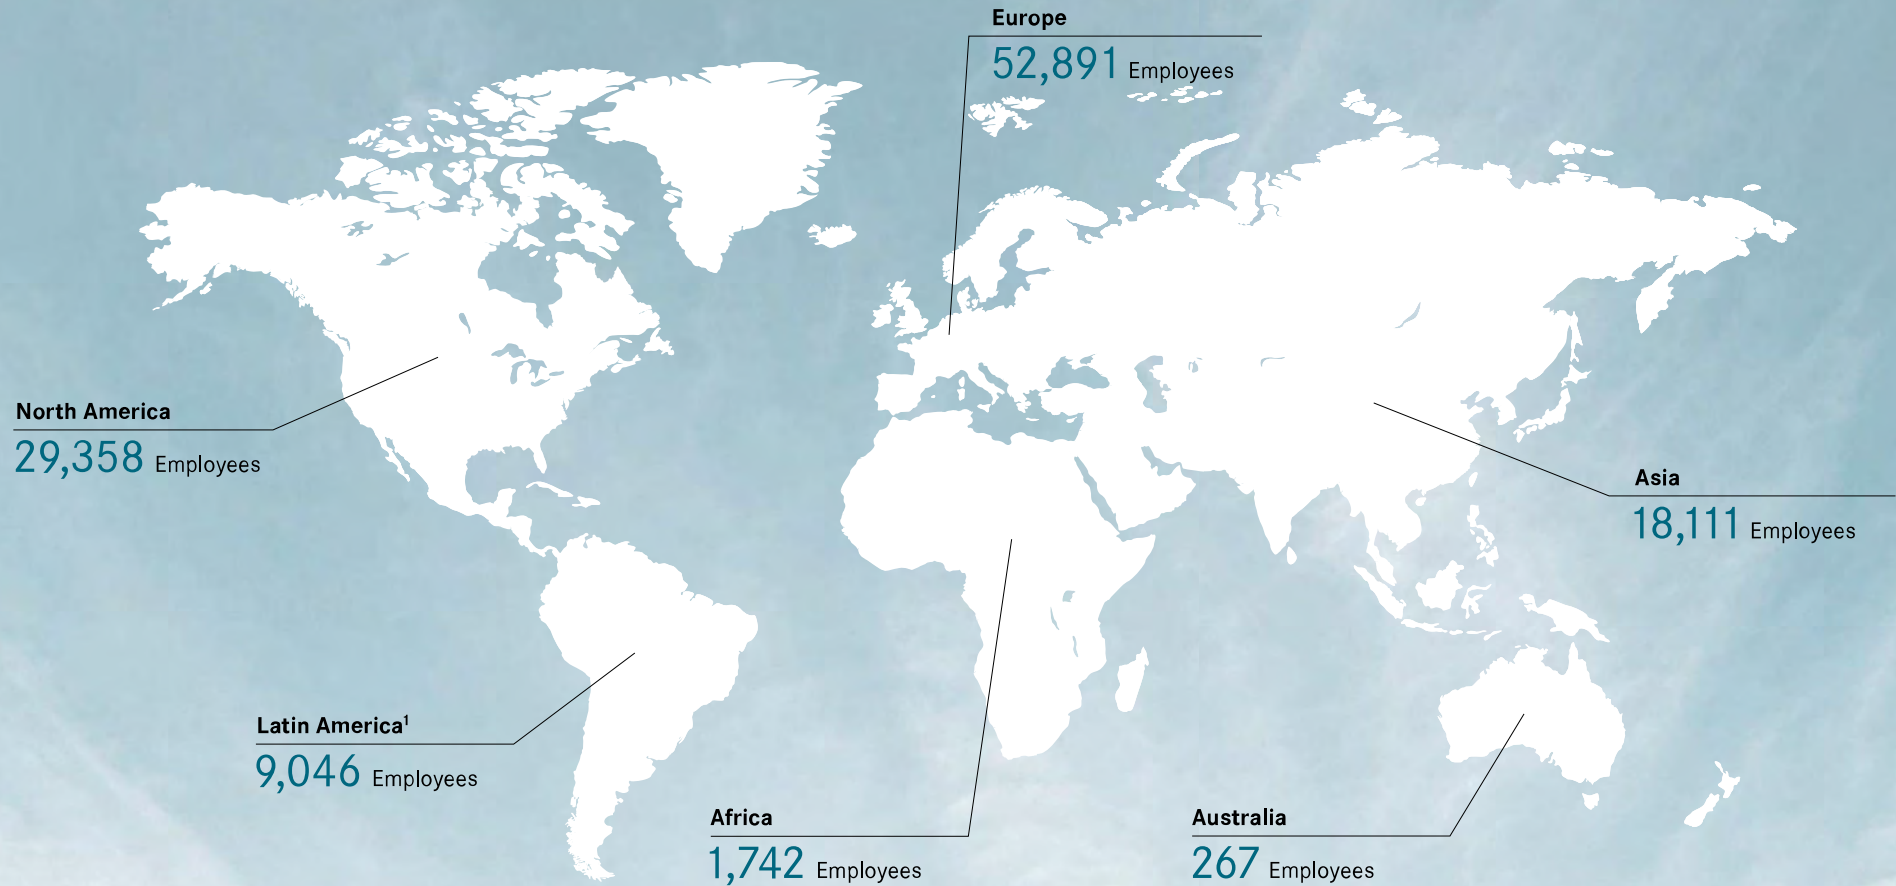 Europe
52,891 Employees
North America
29,358 Employees
Asia
18,111 Employees
Latin America¹
9,046 Employees
Africa
1,742 Employees
Australia
267 Employees